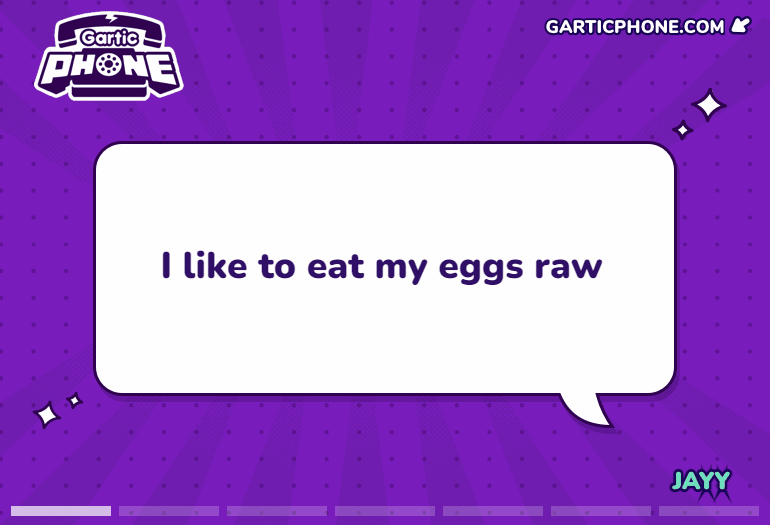 Gartic
PHONE
GARTICPHONE.COM
I like to eat my eggs raw
JAYY